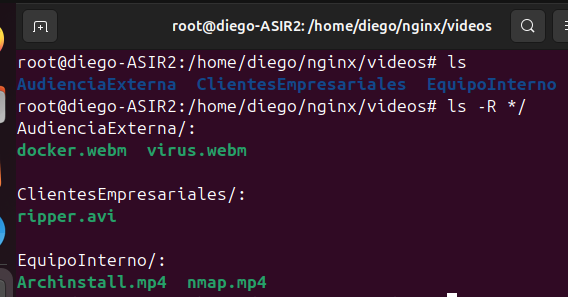 root@diego-ASIR2: /home/diego/nginx/videos
root@diego-ASIR2:/home/diego/nginx/videos# ls
AudienciaExterna  ClientesEmpresariales  EquipoInterno
root@diego-ASIR2:/home/diego/nginx/videos# ls -R */
AudienciaExterna/:
docker.webm  virus.webm

ClientesEmpresariales/:
ripper.avi

EquipoInterno/:
Archinstall.mp4  nmap.mp4